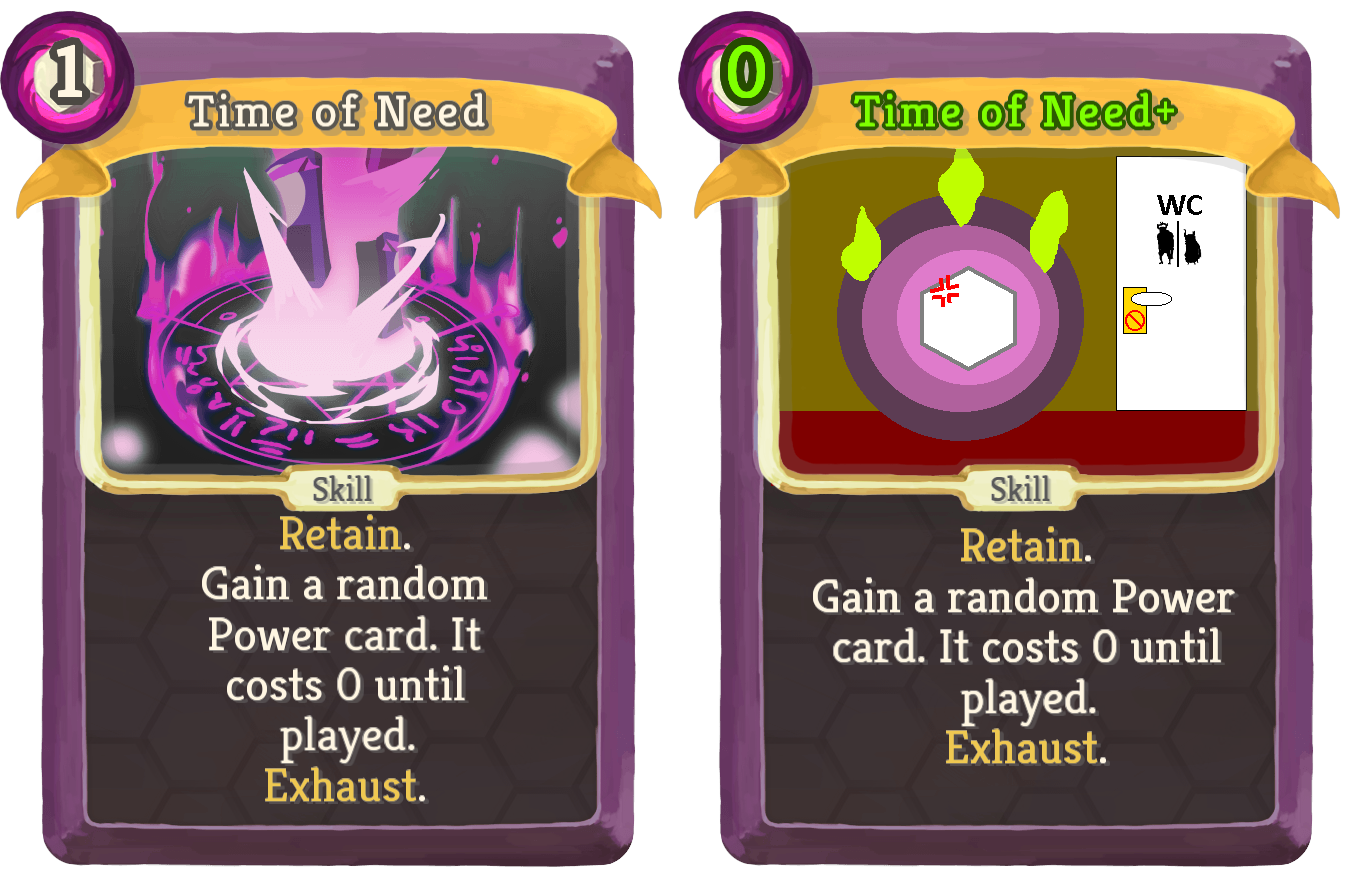 1
Time of Need
Skill
Retain.
Gain a random
Power card. It
costs 0 until
played.
Exhaust.
0
Time of Need+
WC
Skill
Retain.
Gain a random Power
card. It costs 0 until
played.
Exhaust.